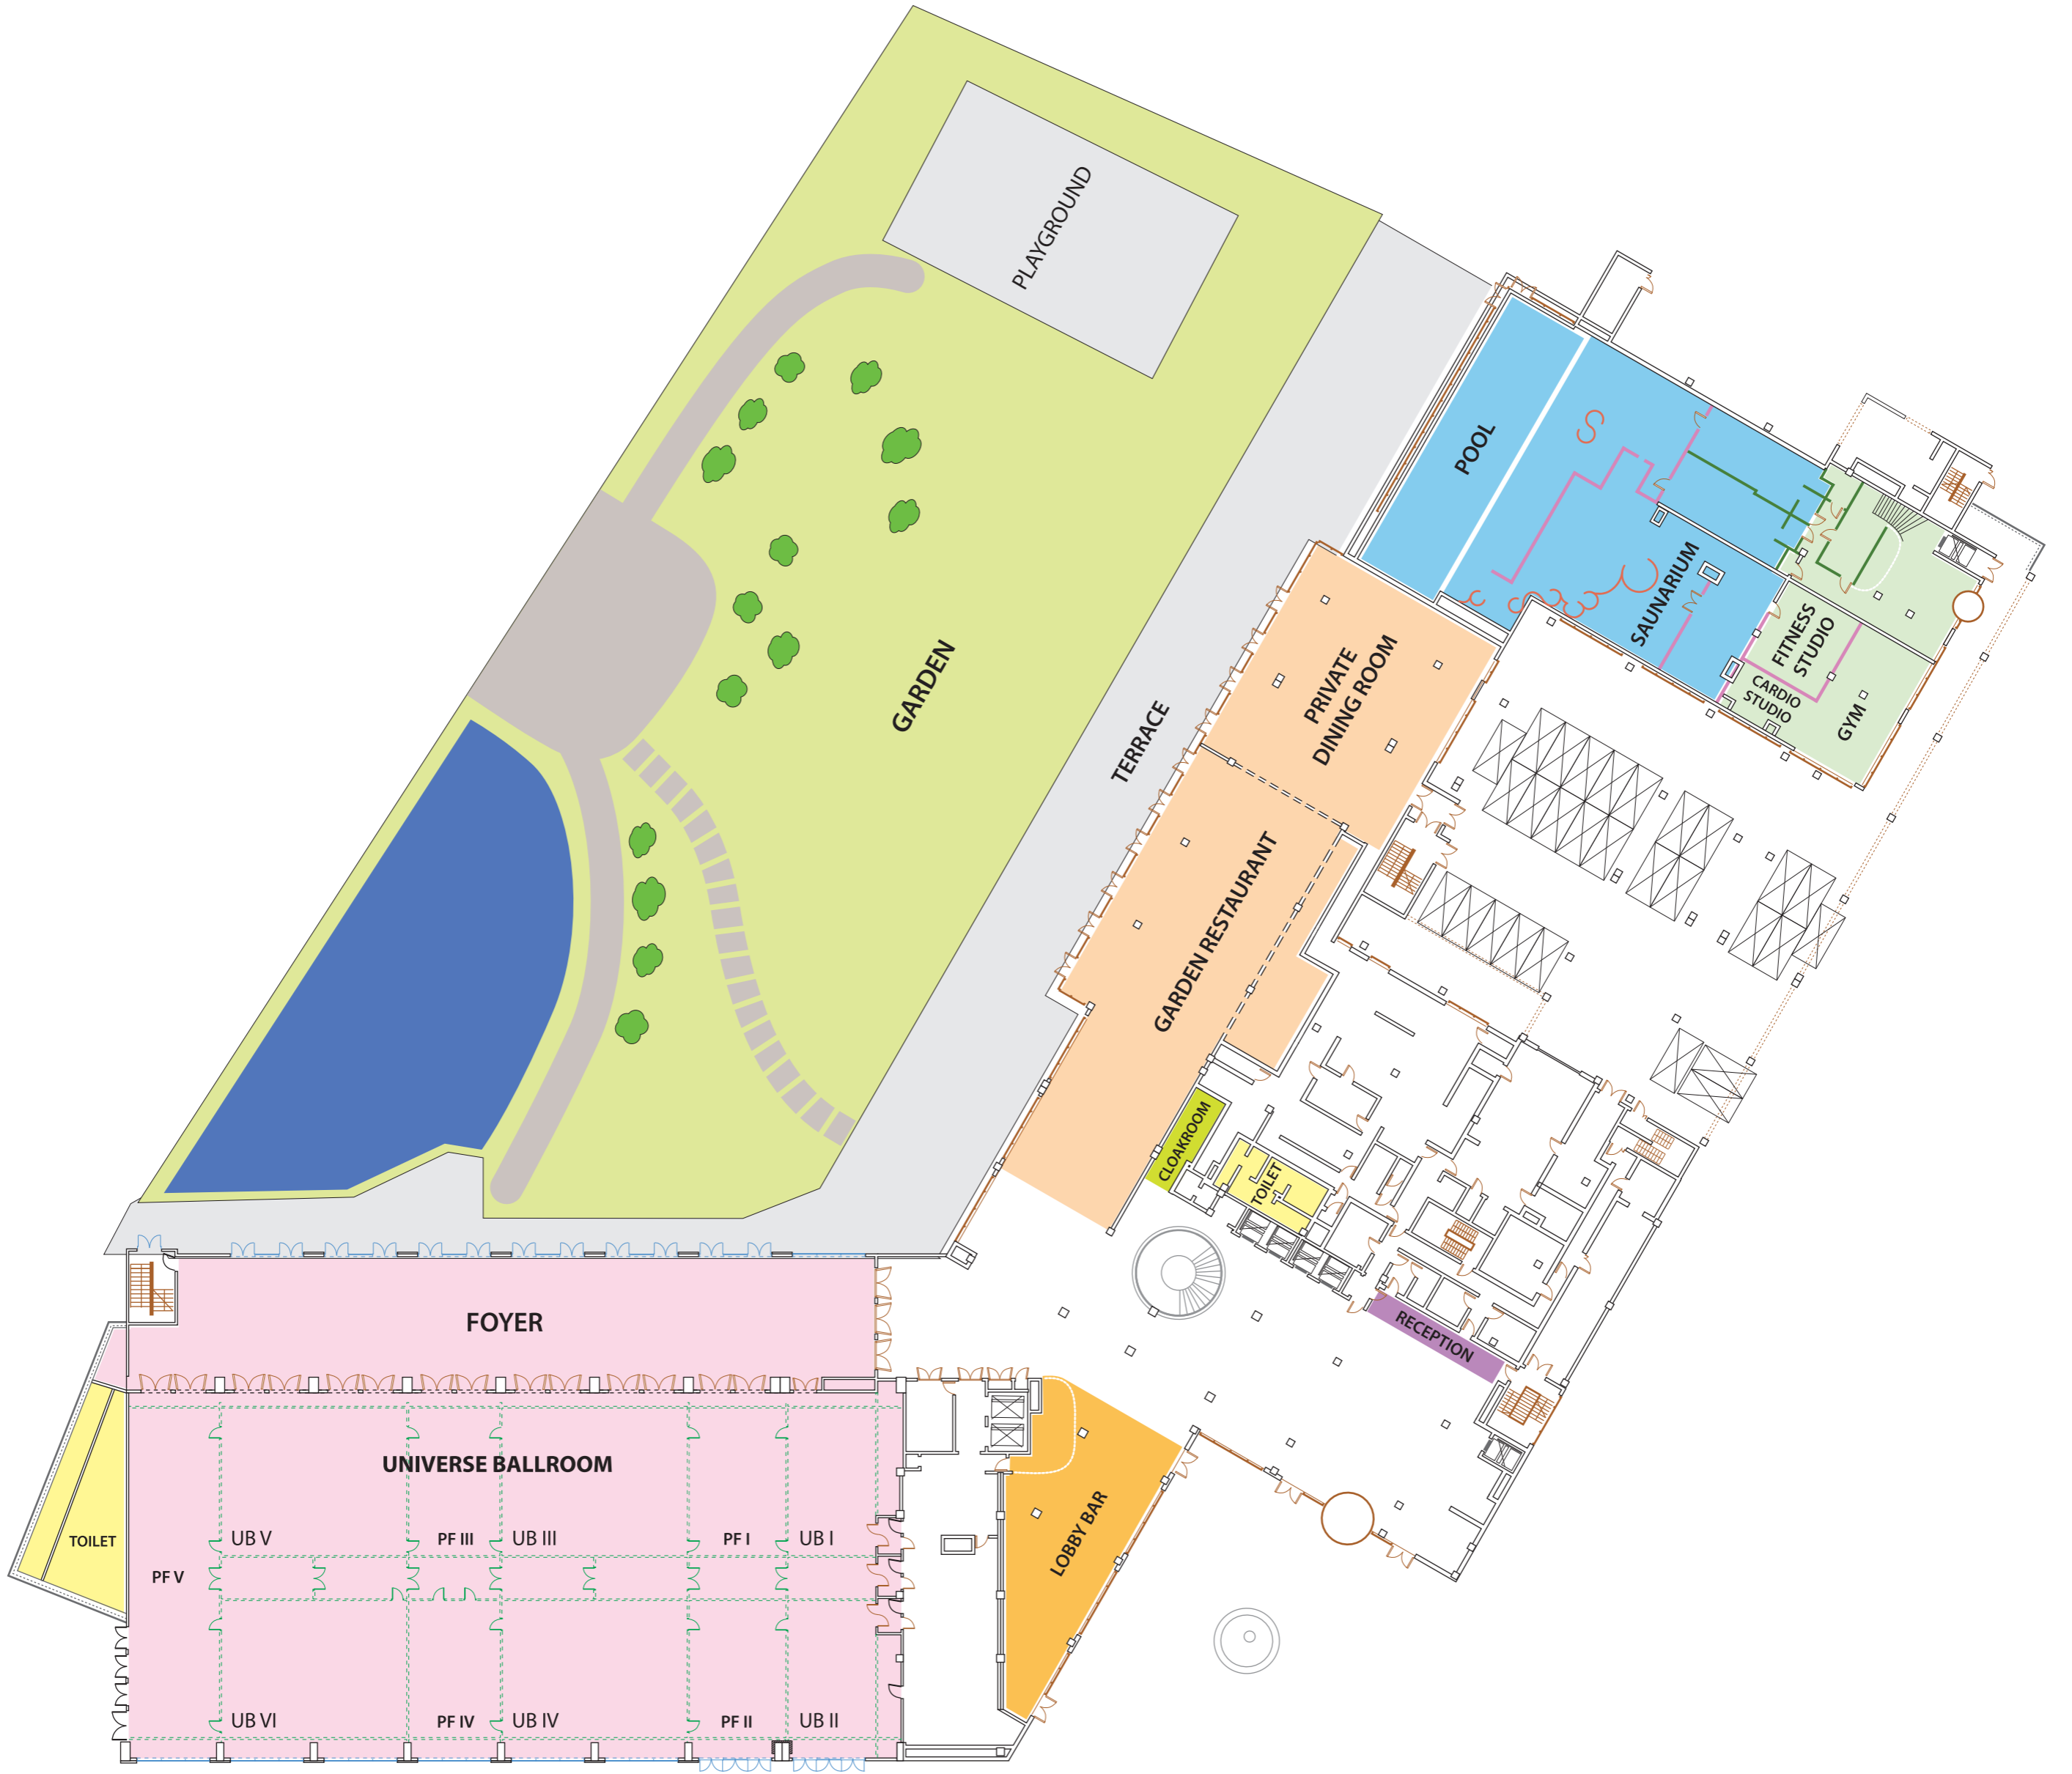 PLAYGROUND
GARDEN
TERRACE
POOL
SAUNARIUM
FITNESS
STUDIO
CARDIO
STUDIO
GYM
PRIVATE
DINING ROOM
GARDEN RESTAURANT
CLOAKROOM
TOILET
RECEPTION
FOYER
UNIVERSE BALLROOM
TOILET
UB V
PF III
UB III
PF I
UB I
PF V
LOBBY BAR
UB VI
PF IV
UB IV
PF II
UB II